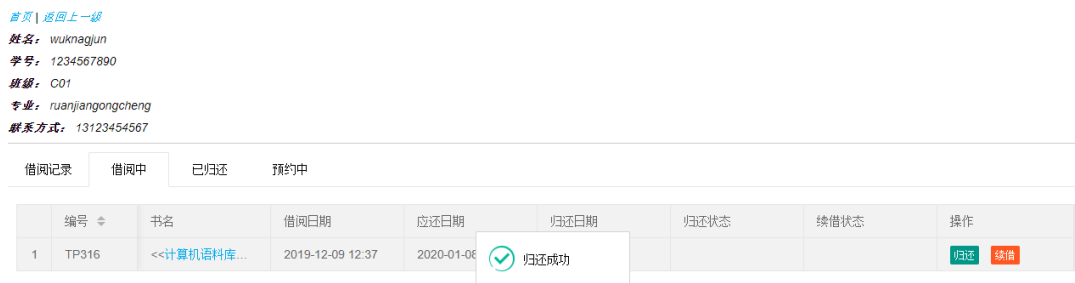 首页 | 返回上一级
姓名： wuknagjun
学号： 1234567890
班级： C01
专业： ruanjiangongcheng
联系方式： 13123454567
借阅记录 借阅中 已归还 预约中
编号 书名 借阅日期 应还日期 归还日期 归还状态 续借状态 操作
1 TP316 <<计算机语料库... 2019-12-09 12:37 2020-01-08 归还 续借
归还成功